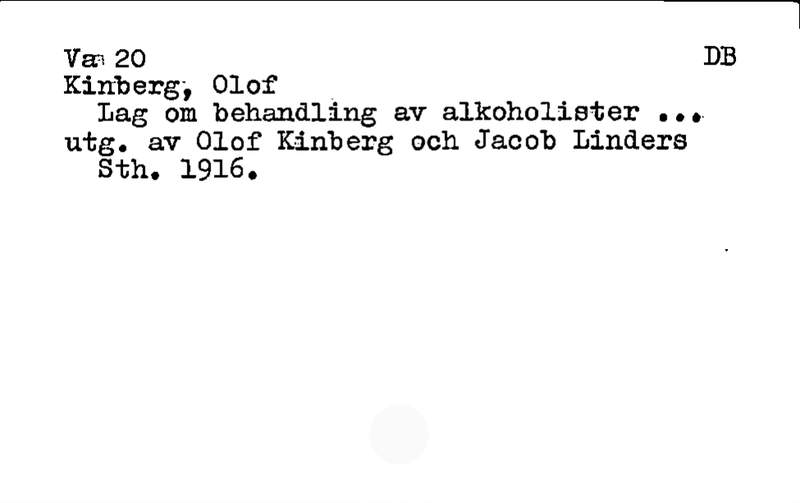 Va 20 DB
Kinberg, Olof
Lag om behandling av alkoholister ...
utg. av Olof Kinberg och Jacob Linders
Sth. 1916.